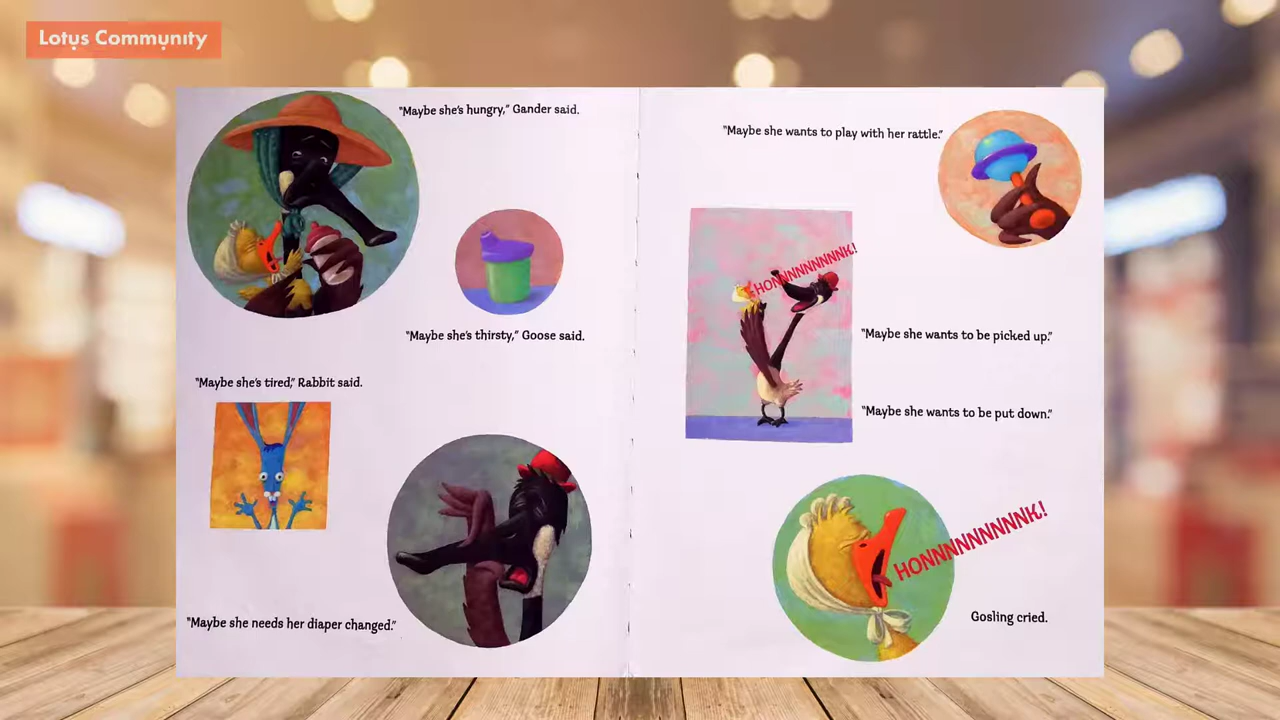 Lotus Community
"Maybe she's hungry," Gander said.
"Maybe she's thirsty," Goose said.
"Maybe she's tired," Rabbit said.
"Maybe she needs her diaper changed."
"Maybe she wants to play with her rattle."
HONNNNNNNNNK!
"Maybe she wants to be picked up."
"Maybe she wants to be put down."
HONNNNNNNNNK!
Gosling cried.